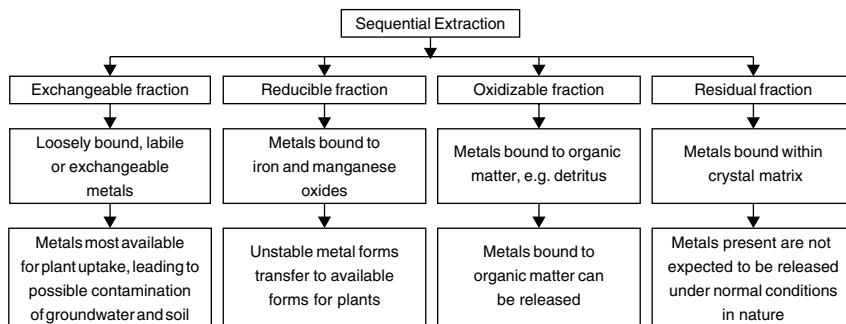 Sequential Extraction
Exchangeable fraction
Reducible fraction
Oxidizable fraction
Residual fraction
Loosely bound, labile
or exchangeable
metals
Metals bound to
iron and manganese
oxides
Metals bound to organic
matter, e.g. detritus
Metals bound within
crystal matrix
Metals most available
for plant uptake, leading to
possible contamination
of groundwater and soil
Unstable metal forms
transfer to available
forms for plants
Metals bound to
organic matter can
be released
Metals present are not
expected to be released
under normal conditions
in nature